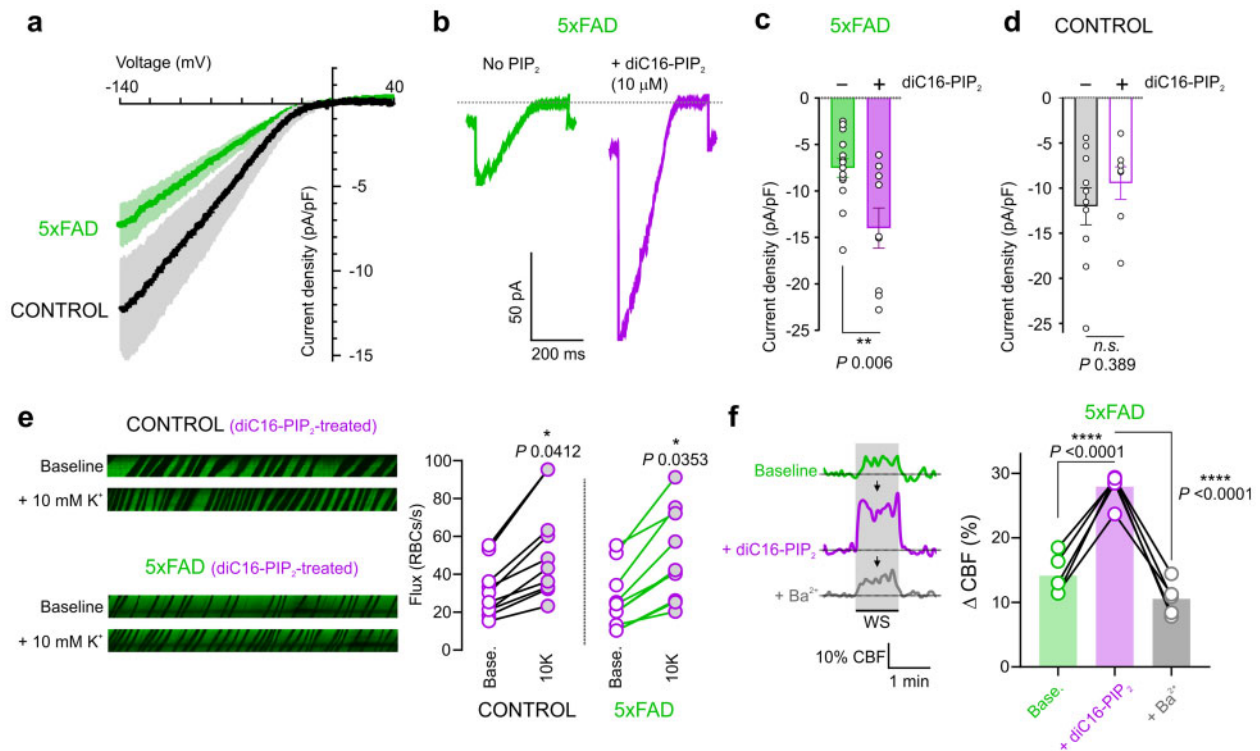 a
Voltage (mV)
-140
40
-5
-10
-15
Current density (pA/pF)
5xFAD
CONTROL
b
5xFAD
No PIP₂
+ diC16-PIP₂
(10 µM)
50 pA
200 ms
c
5xFAD
− + diC16-PIP₂
0
-5
-10
-15
-20
-25
Current density (pA/pF)
**
P 0.006
d
CONTROL
− + diC16-PIP₂
0
-5
-10
-15
-20
-25
Current density (pA/pF)
n.s.
P 0.389
e
CONTROL (diC16-PIP₂-treated)
Baseline
+ 10 mM K⁺
5xFAD (diC16-PIP₂-treated)
Baseline
+ 10 mM K⁺
Flux (RBCs/s)
100
80
60
40
20
0
*
P 0.0412
*
P 0.0353
Base.
10K
Base.
10K
CONTROL
5xFAD
f
Baseline
+ diC16-PIP₂
+ Ba²⁺
WS
10% CBF
1 min
5xFAD
****
P <0.0001
****
P <0.0001
Δ CBF (%)
30
20
10
0
Base.
+ diC16-PIP₂
+ Ba²⁺